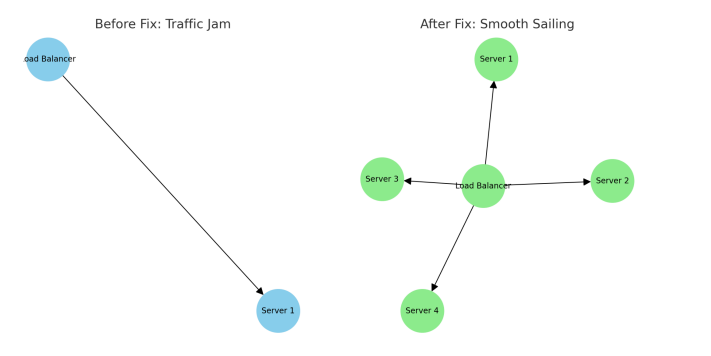 Before Fix: Traffic Jam
oad Balancer
Server 1
After Fix: Smooth Sailing
Server 1
Server 3
Load Balancer
Server 2
Server 4